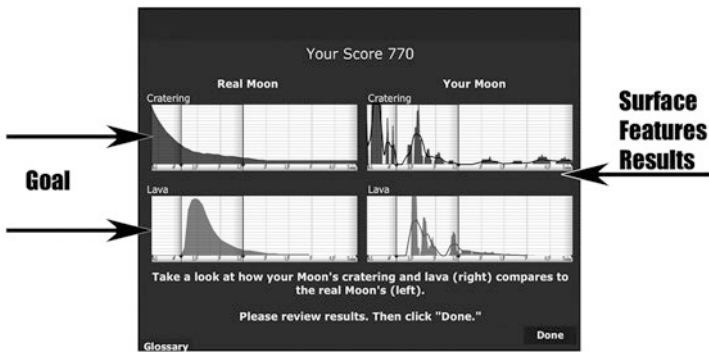 Your Score 770
Real Moon
Your Moon
Cratering
Cratering
Surface
Features
Results
Goal
Lava
Lava
Take a look at how your Moon's cratering and lava (right) compares to
the real Moon's (left).
Please review results. Then click "Done."
Done
Glossary